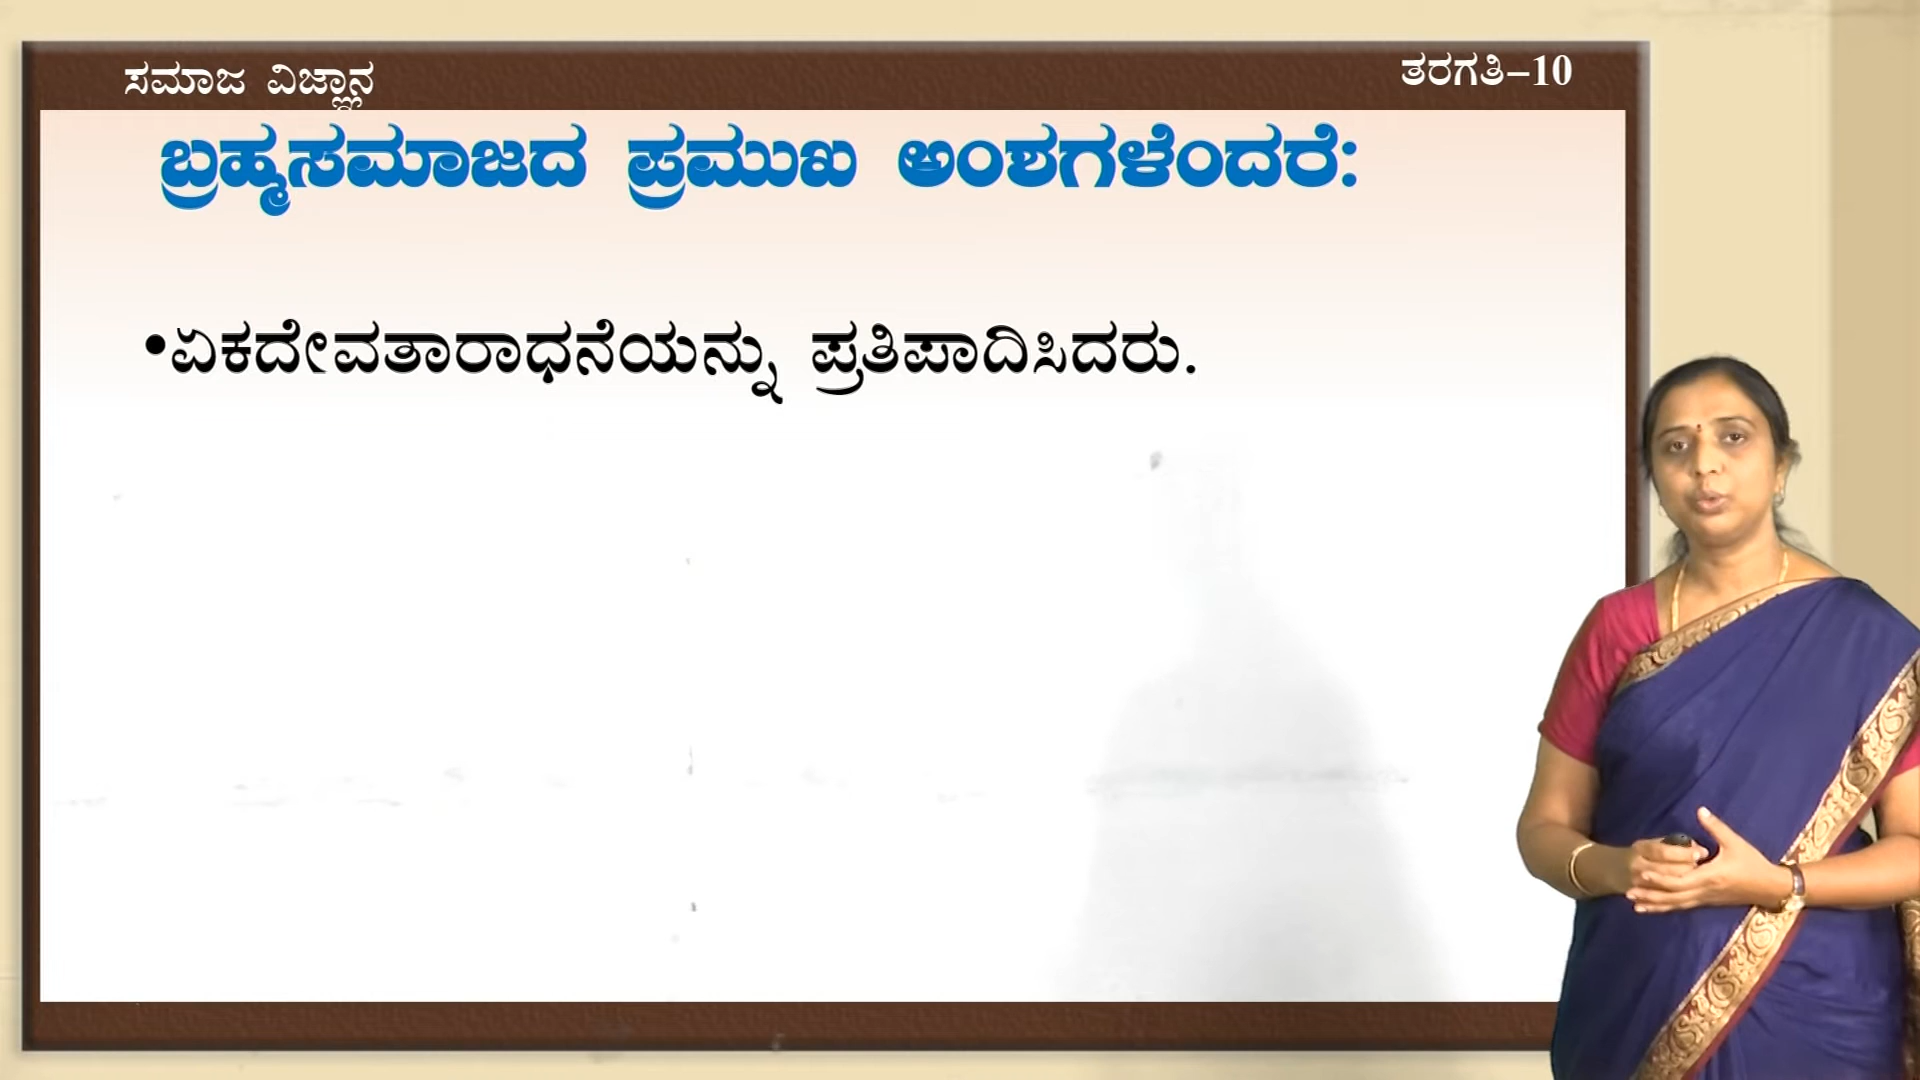 ಸಮಾಜ ವಿಜ್ಞಾನ
ತರಗತಿ–10
ಬ್ರಹ್ಮಸಮಾಜದ ಪ್ರಮುಖ ಅಂಶಗಳೆಂದರೆ:
•ಏಕದೇವತಾರಾಧನೆಯನ್ನು ಪ್ರತಿಪಾದಿಸಿದರು.